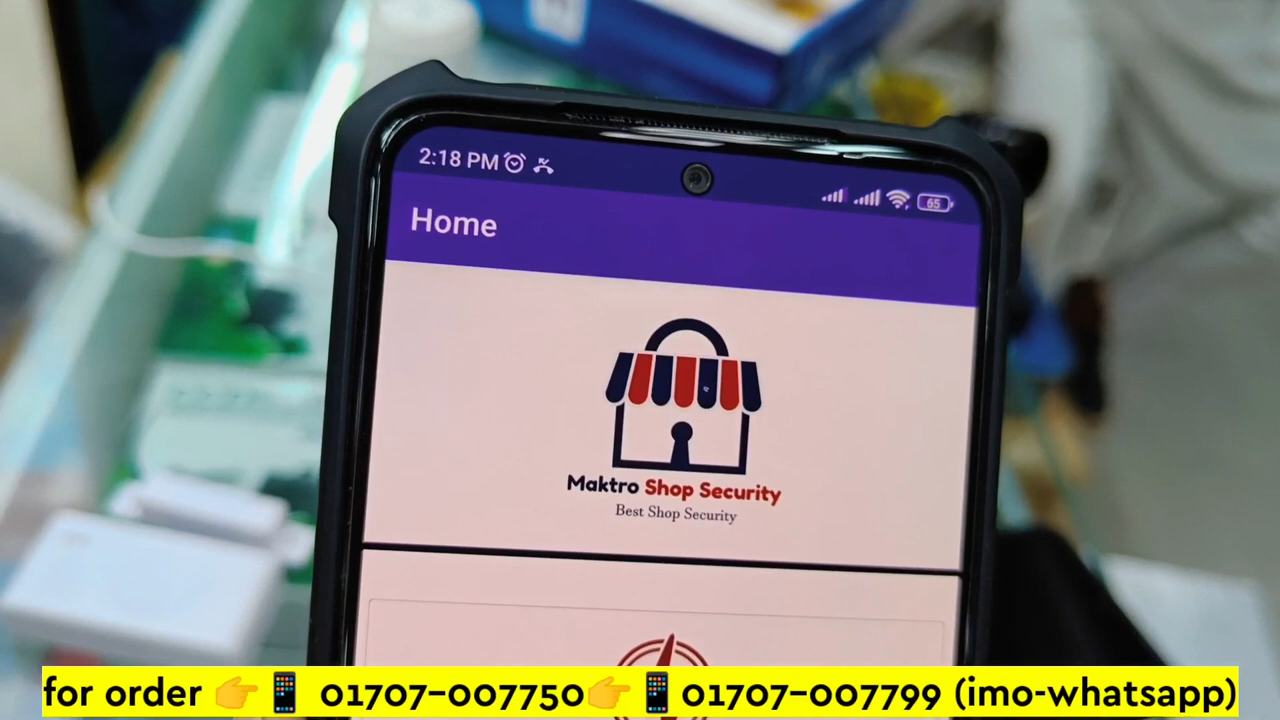 2:18 PM
65
Home
Maktro Shop Security
Best Shop Security
for order 👉📱 01707-007750👉📱01707-007799 (imo-whatsapp)